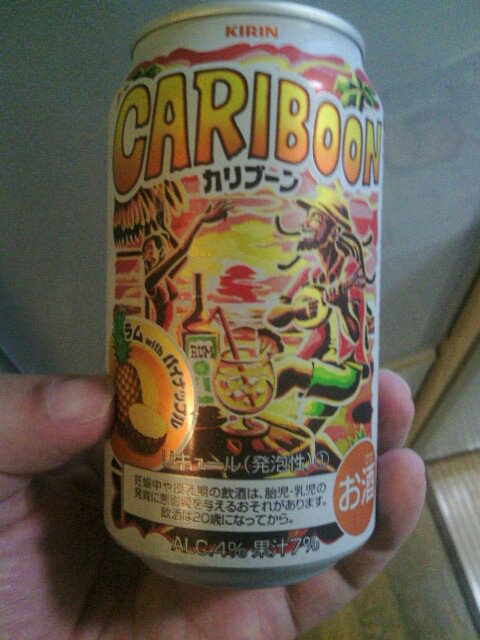 KIRIN
CARIBOON
カリブーン
RUM
ラム with パイナップル
リキュール(発泡性)①
妊娠中や授乳期の飲酒は、胎児・乳児の
発育に悪影響を与えるおそれがあります。
飲酒は20歳になってから。
お酒
ALC.4% 果汁7%